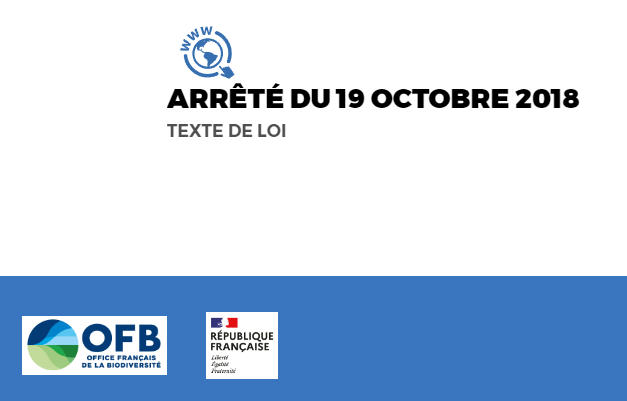 WWW
ARRÊTÉ DU 19 OCTOBRE 2018
TEXTE DE LOI
OFB
OFFICE FRANÇAIS
DE LA BIODIVERSITÉ
RÉPUBLIQUE
FRANÇAISE
Liberté
Égalité
Fraternité